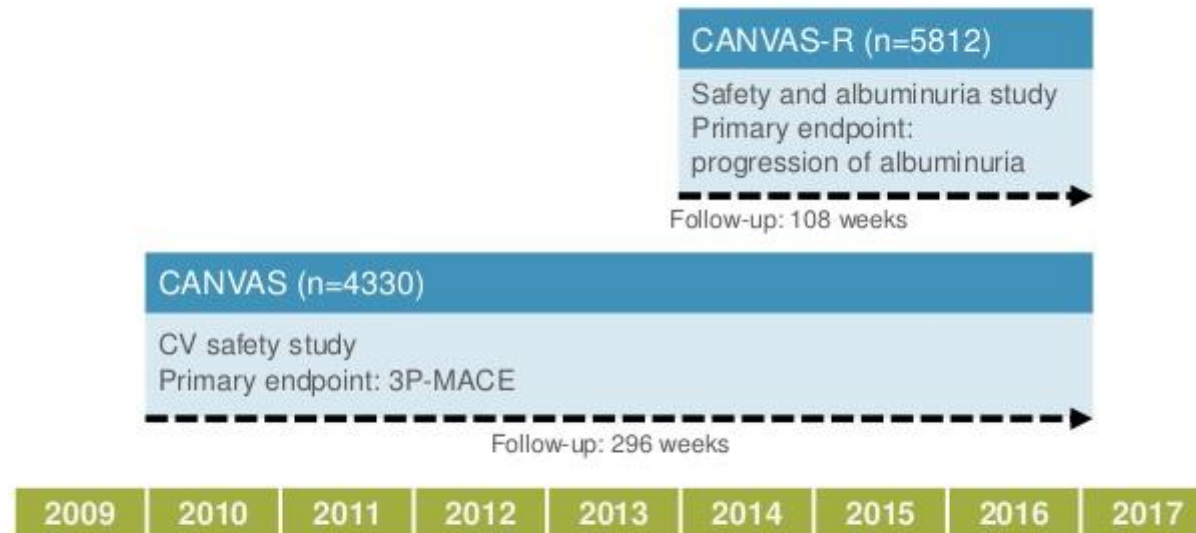 CANVAS-R (n=5812)
Safety and albuminuria study
Primary endpoint:
progression of albuminuria
Follow-up: 108 weeks
CANVAS (n=4330)
CV safety study
Primary endpoint: 3P-MACE
Follow-up: 296 weeks
2009 2010 2011 2012 2013 2014 2015 2016 2017